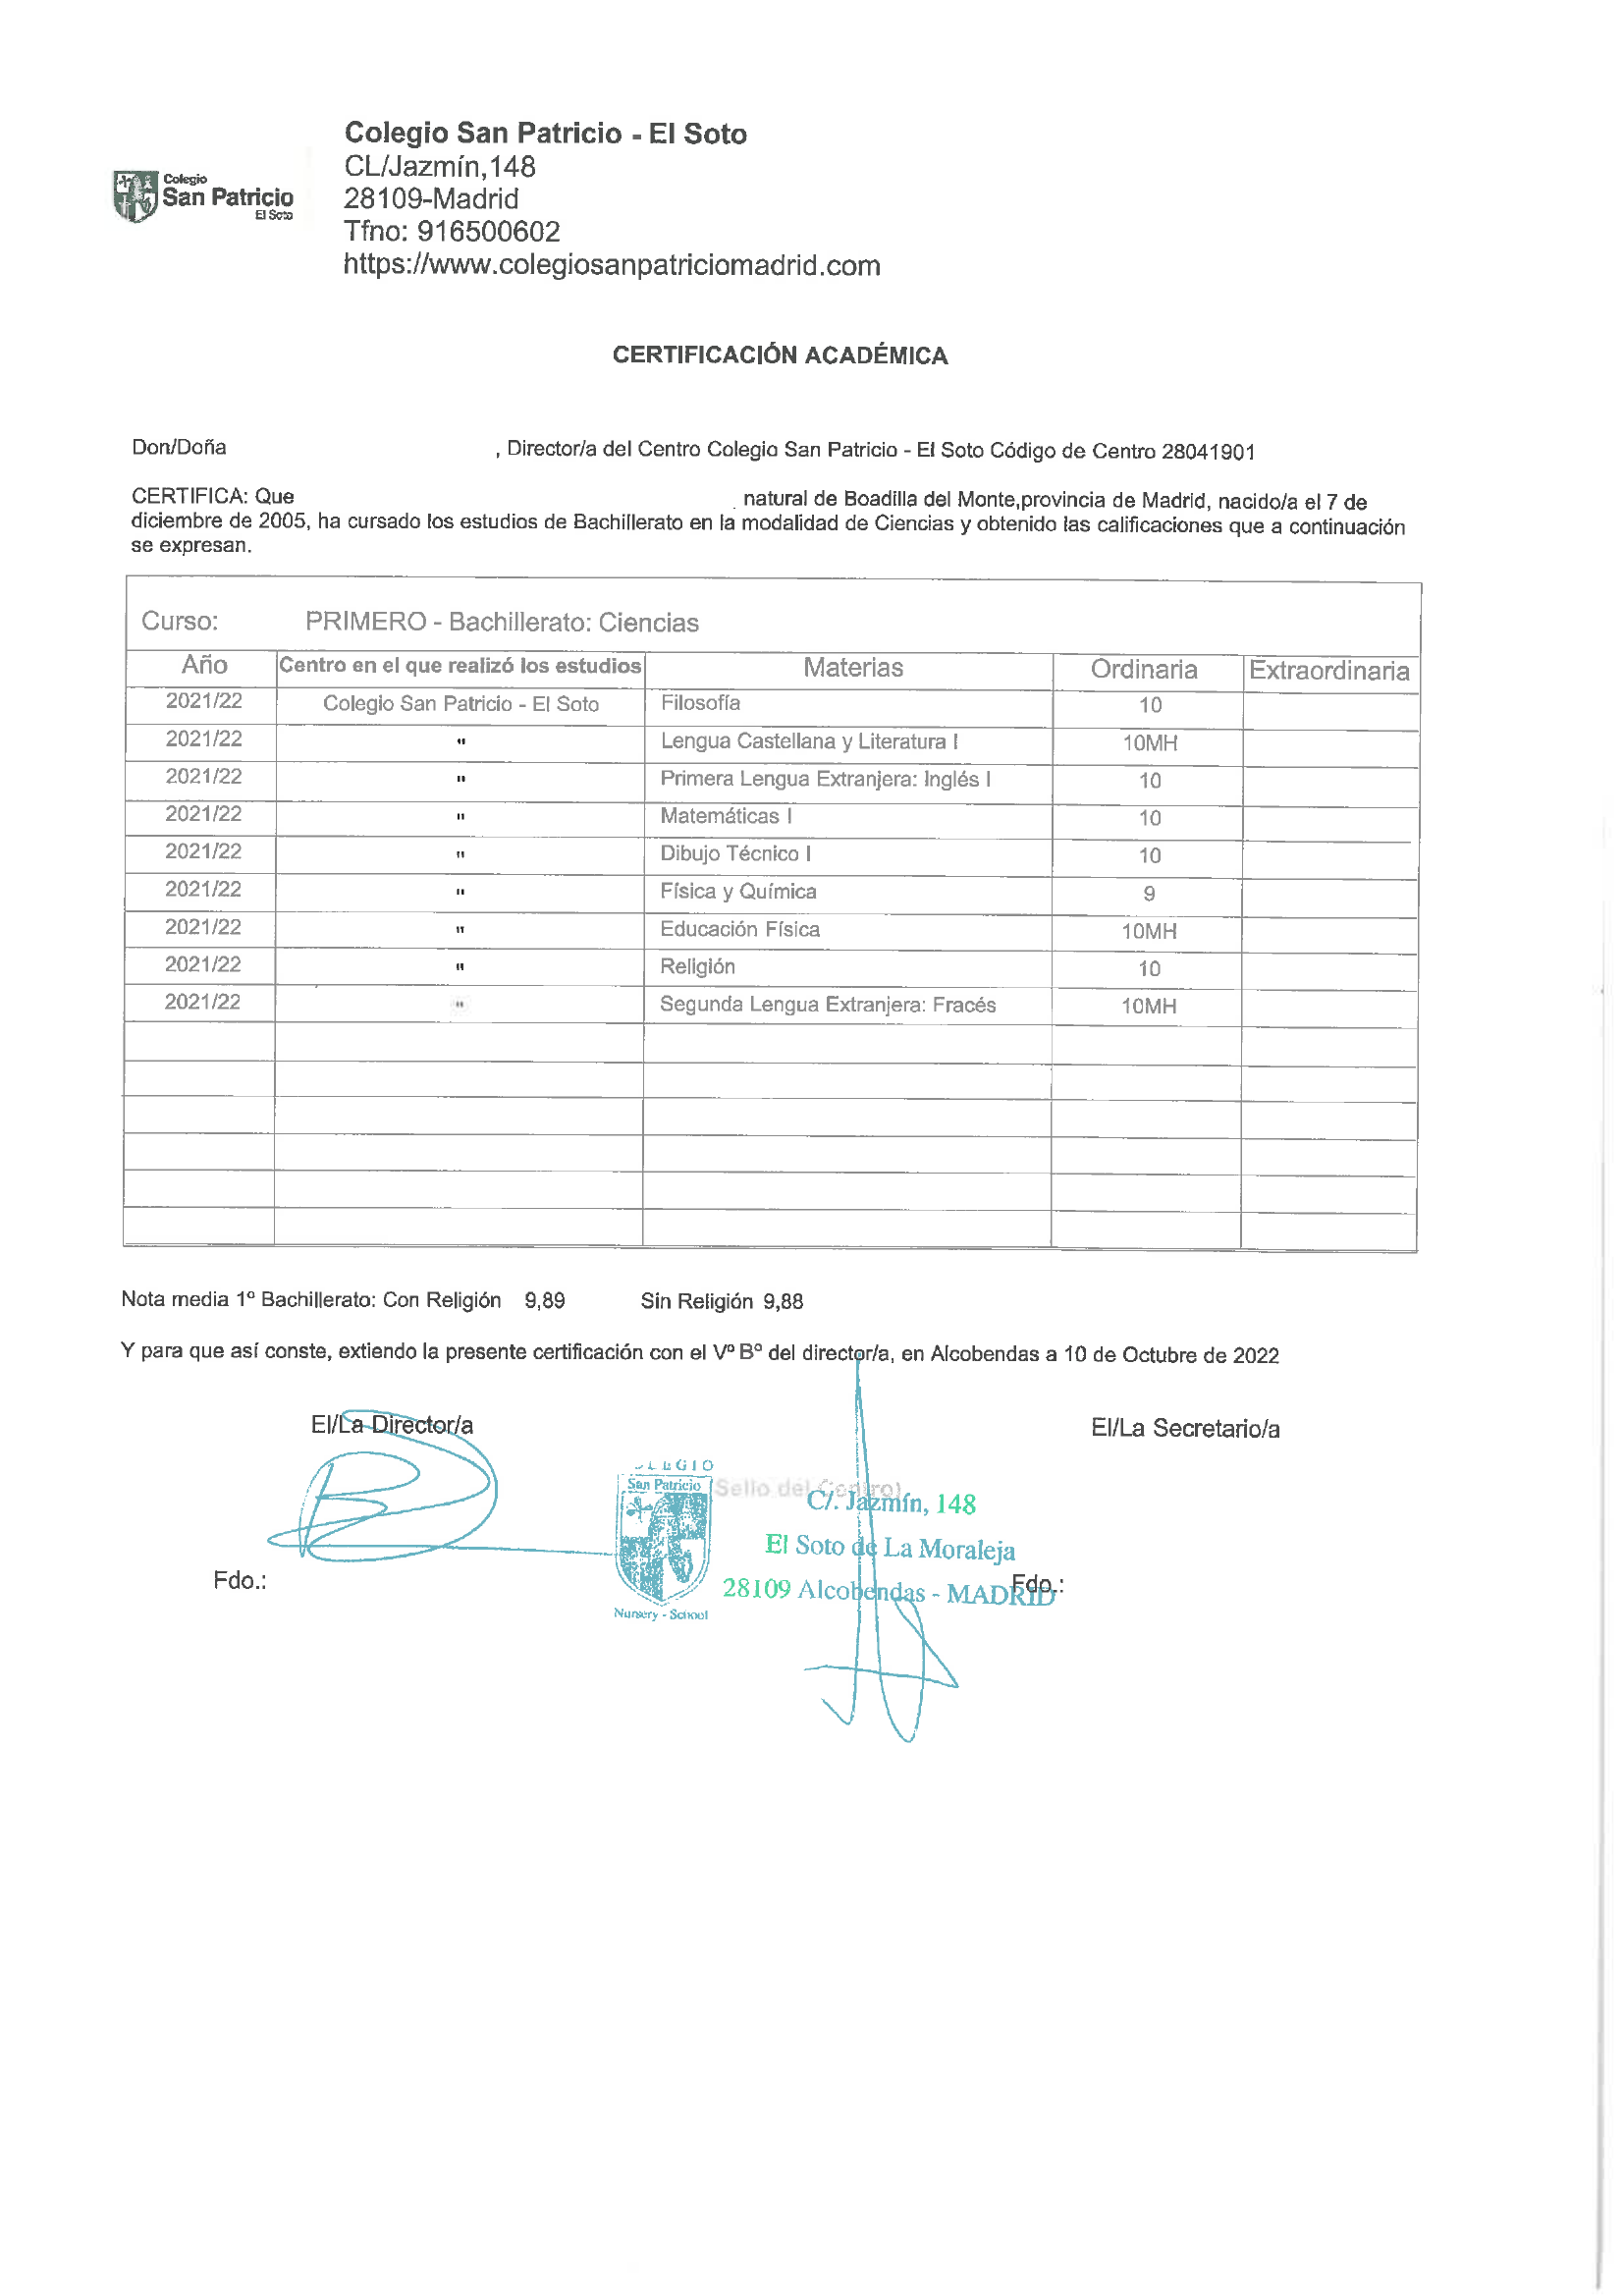 Colegio San Patricio - El Soto
CL/Jazmín,148
28109-Madrid
Tfno: 916500602
https://www.colegiosanpatriciomadrid.com
Colegio
San Patricio
El Soto
CERTIFICACIÓN ACADÉMICA
Don/Doña , Director/a del Centro Colegio San Patricio - El Soto Código de Centro 28041901
CERTIFICA: Que natural de Boadilla del Monte,provincia de Madrid, nacido/a el 7 de
diciembre de 2005, ha cursado los estudios de Bachillerato en la modalidad de Ciencias y obtenido las calificaciones que a continuación
se expresan.
Curso: PRIMERO - Bachillerato: Ciencias
Año Centro en el que realizó los estudios Materias Ordinaria Extraordinaria
2021/22 Colegio San Patricio - El Soto Filosofía 10
2021/22 " Lengua Castellana y Literatura I 10MH
2021/22 " Primera Lengua Extranjera: Inglés I 10
2021/22 " Matemáticas I 10
2021/22 " Dibujo Técnico I 10
2021/22 " Física y Química 9
2021/22 " Educación Física 10MH
2021/22 " Religión 10
2021/22 " Segunda Lengua Extranjera: Fracés 10MH
Nota media 1º Bachillerato: Con Religión 9,89 Sin Religión 9,88
Y para que así conste, extiendo la presente certificación con el Vº Bº del director/a, en Alcobendas a 10 de Octubre de 2022
El/La Director/a El/La Secretario/a
San Patricio
Sello del Centro)
C/. Jazmín, 148
El Soto de La Moraleja
28109 Alcobendas - MADRID
Nursery - School
Fdo.: Fdo.: